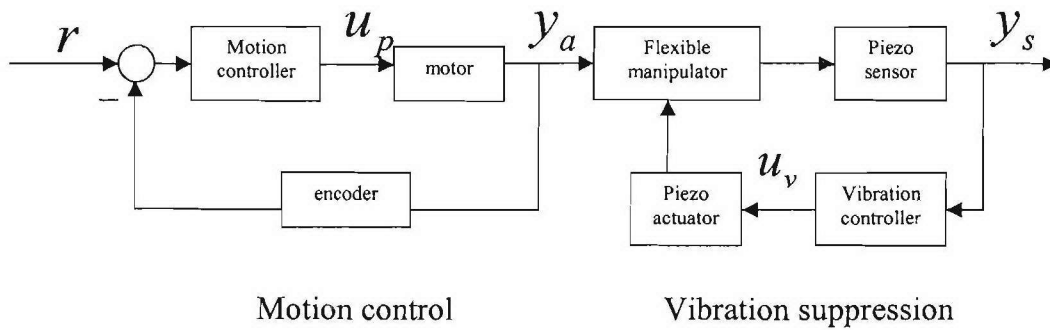 r
Motion
controller
u_p
motor
y_a
Flexible
manipulator
Piezo
sensor
y_s
−
encoder
Piezo
actuator
u_v
Vibration
controller
Motion control
Vibration suppression